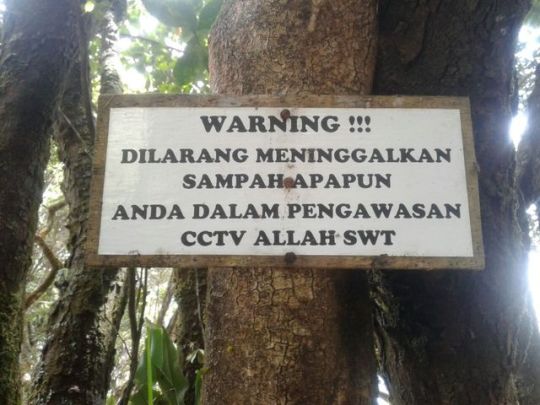 WARNING !!!
DILARANG MENINGGALKAN
SAMPAH APAPUN
ANDA DALAM PENGAWASAN
CCTV ALLAH SWT